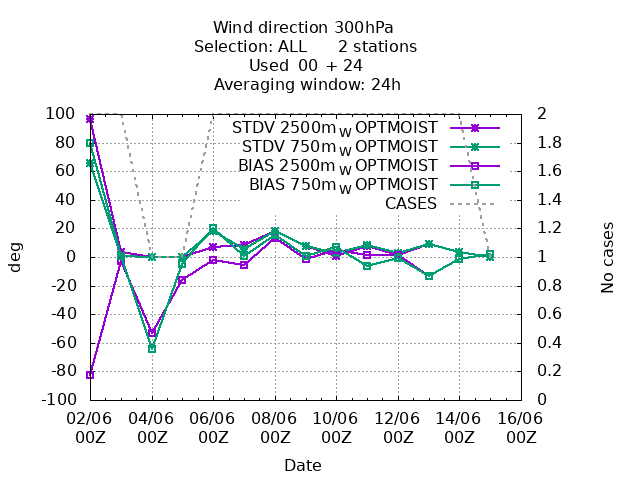 Wind direction 300hPa
Selection: ALL 2 stations
Used 00 + 24
Averaging window: 24h
100 2
80 1.8
60 1.6
40 1.4
20 1.2
0 1
-20 0.8
-40 0.6
-60 0.4
-80 0.2
-100 0
STDV 2500m W OPTMOIST
STDV 750m W OPTMOIST
BIAS 2500m W OPTMOIST
BIAS 750m W OPTMOIST
CASES
deg
No cases
02/06 04/06 06/06 08/06 10/06 12/06 14/06 16/06
00Z 00Z 00Z 00Z 00Z 00Z 00Z 00Z
Date